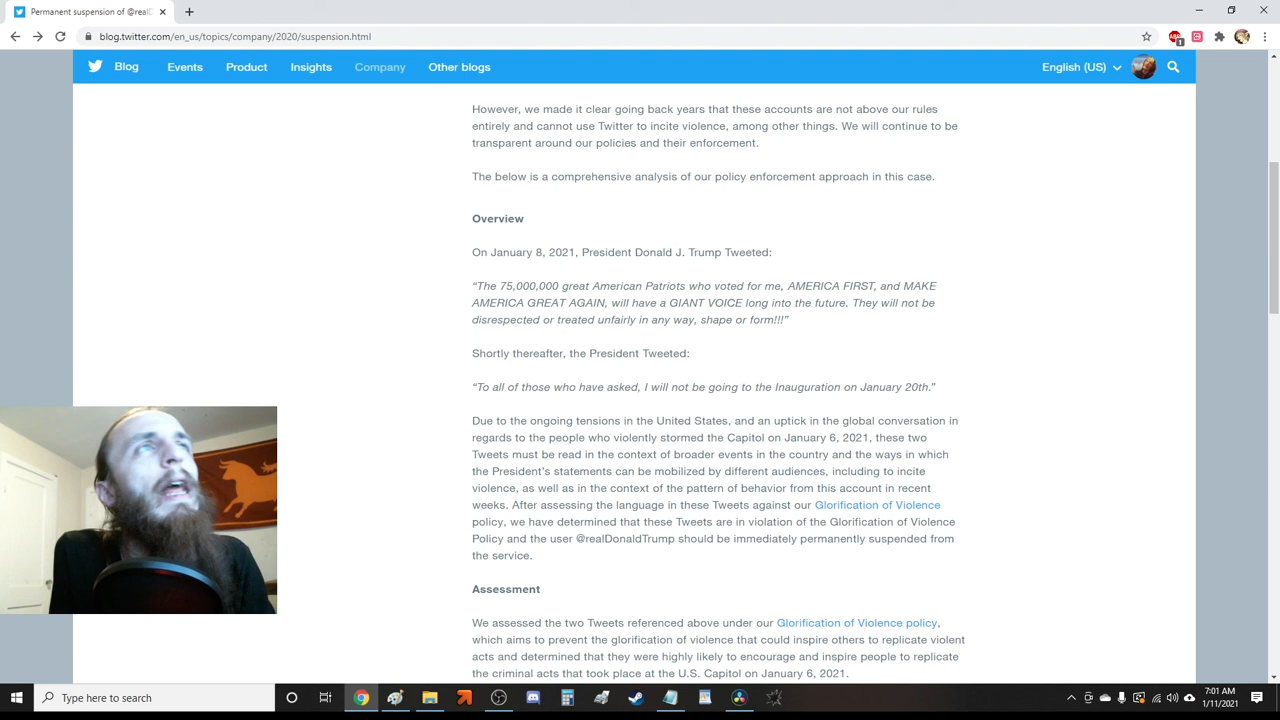 Permanent suspension of @realD
blog.twitter.com/en_us/topics/company/2020/suspension.html
1
Blog Events Product Insights Company Other blogs English (US)
However, we made it clear going back years that these accounts are not above our rules
entirely and cannot use Twitter to incite violence, among other things. We will continue to be
transparent around our policies and their enforcement.
The below is a comprehensive analysis of our policy enforcement approach in this case.
Overview
On January 8, 2021, President Donald J. Trump Tweeted:
“The 75,000,000 great American Patriots who voted for me, AMERICA FIRST, and MAKE
AMERICA GREAT AGAIN, will have a GIANT VOICE long into the future. They will not be
disrespected or treated unfairly in any way, shape or form!!!”
Shortly thereafter, the President Tweeted:
“To all of those who have asked, I will not be going to the Inauguration on January 20th.”
Due to the ongoing tensions in the United States, and an uptick in the global conversation in
regards to the people who violently stormed the Capitol on January 6, 2021, these two
Tweets must be read in the context of broader events in the country and the ways in which
the President’s statements can be mobilized by different audiences, including to incite
violence, as well as in the context of the pattern of behavior from this account in recent
weeks. After assessing the language in these Tweets against our Glorification of Violence
policy, we have determined that these Tweets are in violation of the Glorification of Violence
Policy and the user @realDonaldTrump should be immediately permanently suspended from
the service.
Assessment
We assessed the two Tweets referenced above under our Glorification of Violence policy,
which aims to prevent the glorification of violence that could inspire others to replicate violent
acts and determined that they were highly likely to encourage and inspire people to replicate
the criminal acts that took place at the U.S. Capitol on January 6, 2021.
Type here to search
7:01 AM
1/11/2021